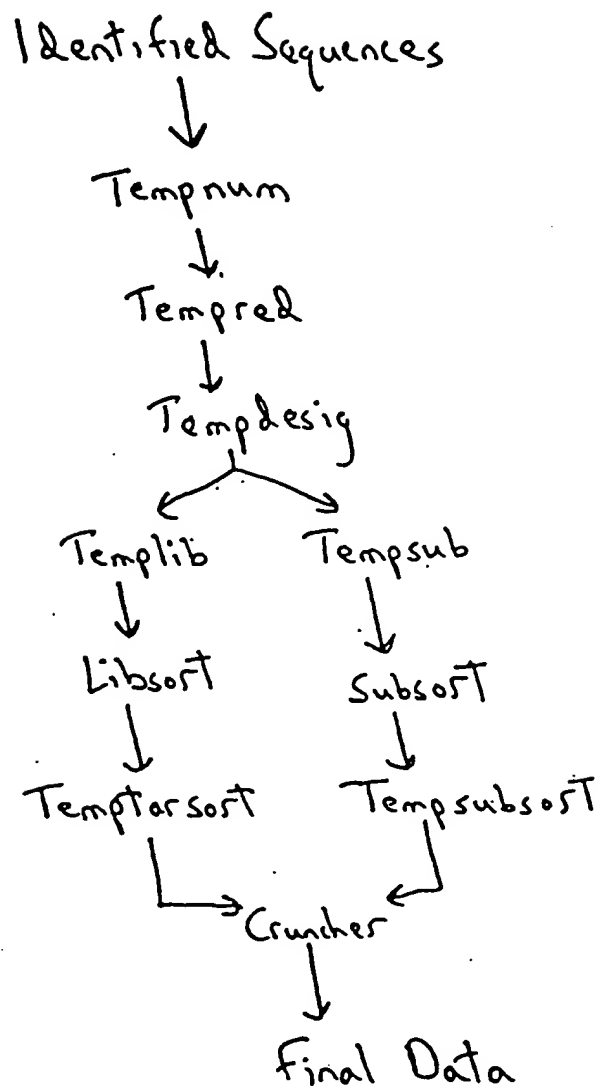 Identified Sequences
Tempnum
Tempred
Tempdesig
Templib Tempsub
Libsort Subsort
Temptarsort Tempsubsort
Cruncher
Final Data